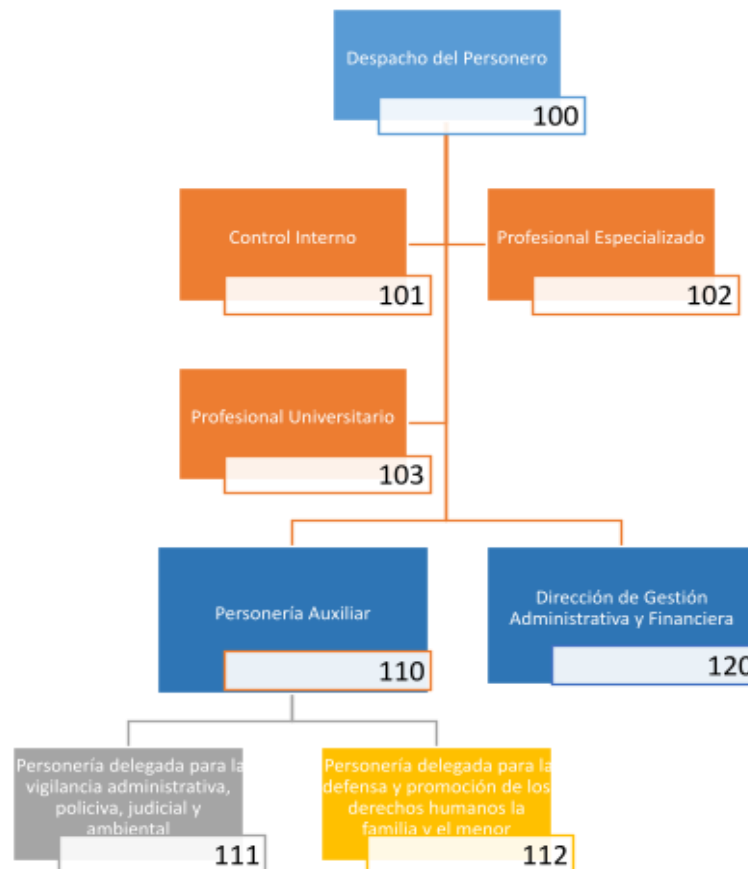 Despacho del Personero
100
Control Interno
101
Profesional Especializado
102
Profesional Universitario
103
Personería Auxiliar
110
Dirección de Gestión
Administrativa y Financiera
120
Personería delegada para la
vigilancia administrativa,
policiva, judicial y
ambiental
111
Personería delegada para la
defensa y promoción de los
derechos humanos la
familia y el menor
112